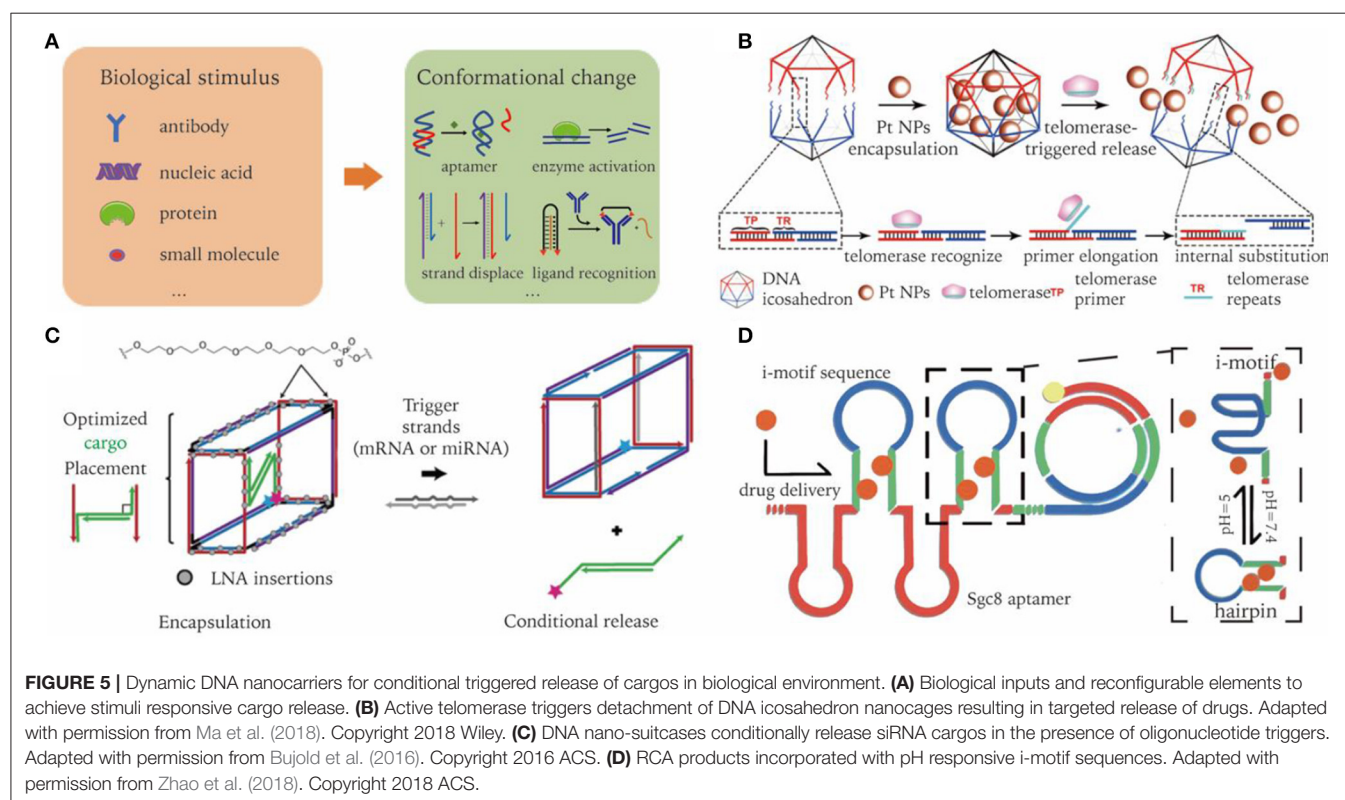 A
Biological stimulus
antibody
nucleic acid
protein
small molecule
...
Conformational change
aptamer
enzyme activation
+
strand displace
ligand recognition
...
B
Pt NPs
encapsulation
telomerase-
triggered release
TP
TR
telomerase recognize
primer elongation
internal substitution
DNA
icosahedron
Pt NPs
telomerase
TP
telomerase
primer
TR
telomerase
repeats
C
O
O
O
O
O
O
O
P
O
O-
Optimized
cargo
Placement
LNA insertions
Encapsulation
Trigger
strands
(mRNA or miRNA)
+
Conditional release
D
i-motif sequence
drug delivery
Sgc8 aptamer
i-motif
pH=5
pH=7.4
hairpin
FIGURE 5 | Dynamic DNA nanocarriers for conditional triggered release of cargos in biological environment. (A) Biological inputs and reconfigurable elements to
achieve stimuli responsive cargo release. (B) Active telomerase triggers detachment of DNA icosahedron nanocages resulting in targeted release of drugs. Adapted
with permission from Ma et al. (2018). Copyright 2018 Wiley. (C) DNA nano-suitcases conditionally release siRNA cargos in the presence of oligonucleotide triggers.
Adapted with permission from Bujold et al. (2016). Copyright 2016 ACS. (D) RCA products incorporated with pH responsive i-motif sequences. Adapted with
permission from Zhao et al. (2018). Copyright 2018 ACS.